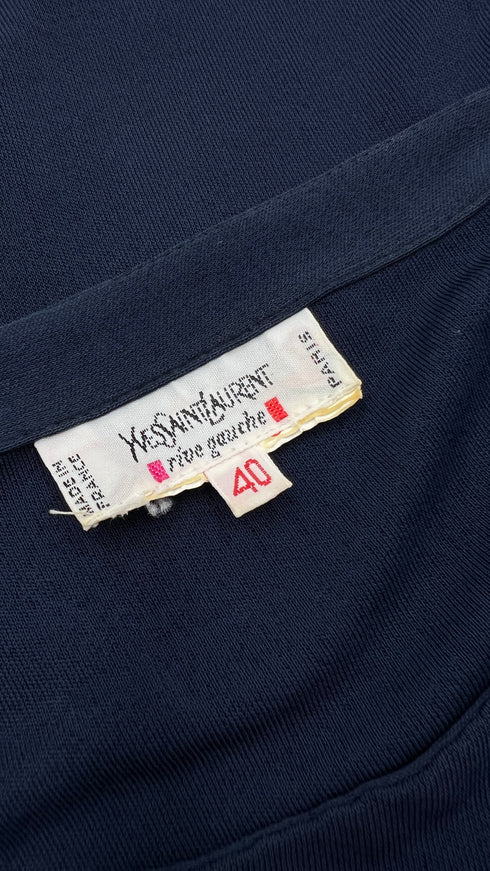 MADE IN
FRANCE
YVESSAINTLAURENT
rive gauche
PARIS
40